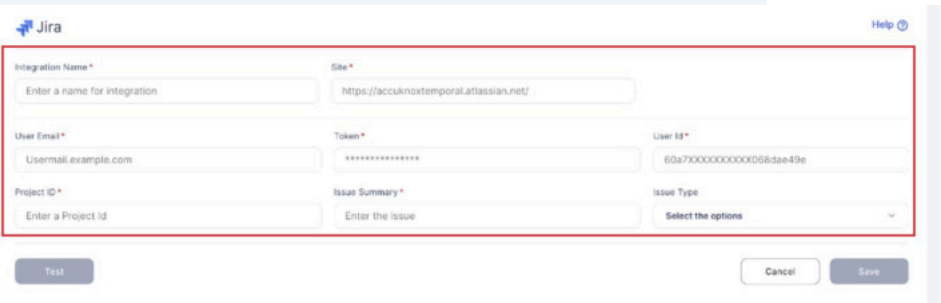 Jira
Help
Integration Name *
Site *
Enter a name for integration
https://accuknoxtemporal.atlassian.net/
User Email *
Token *
User Id *
Usermail.example.com
***************
60a7XXXXXXXXXX068dae49e
Project ID *
Issue Summary *
Issue Type
Enter a Project Id
Enter the issue
Select the options
Test
Cancel
Save